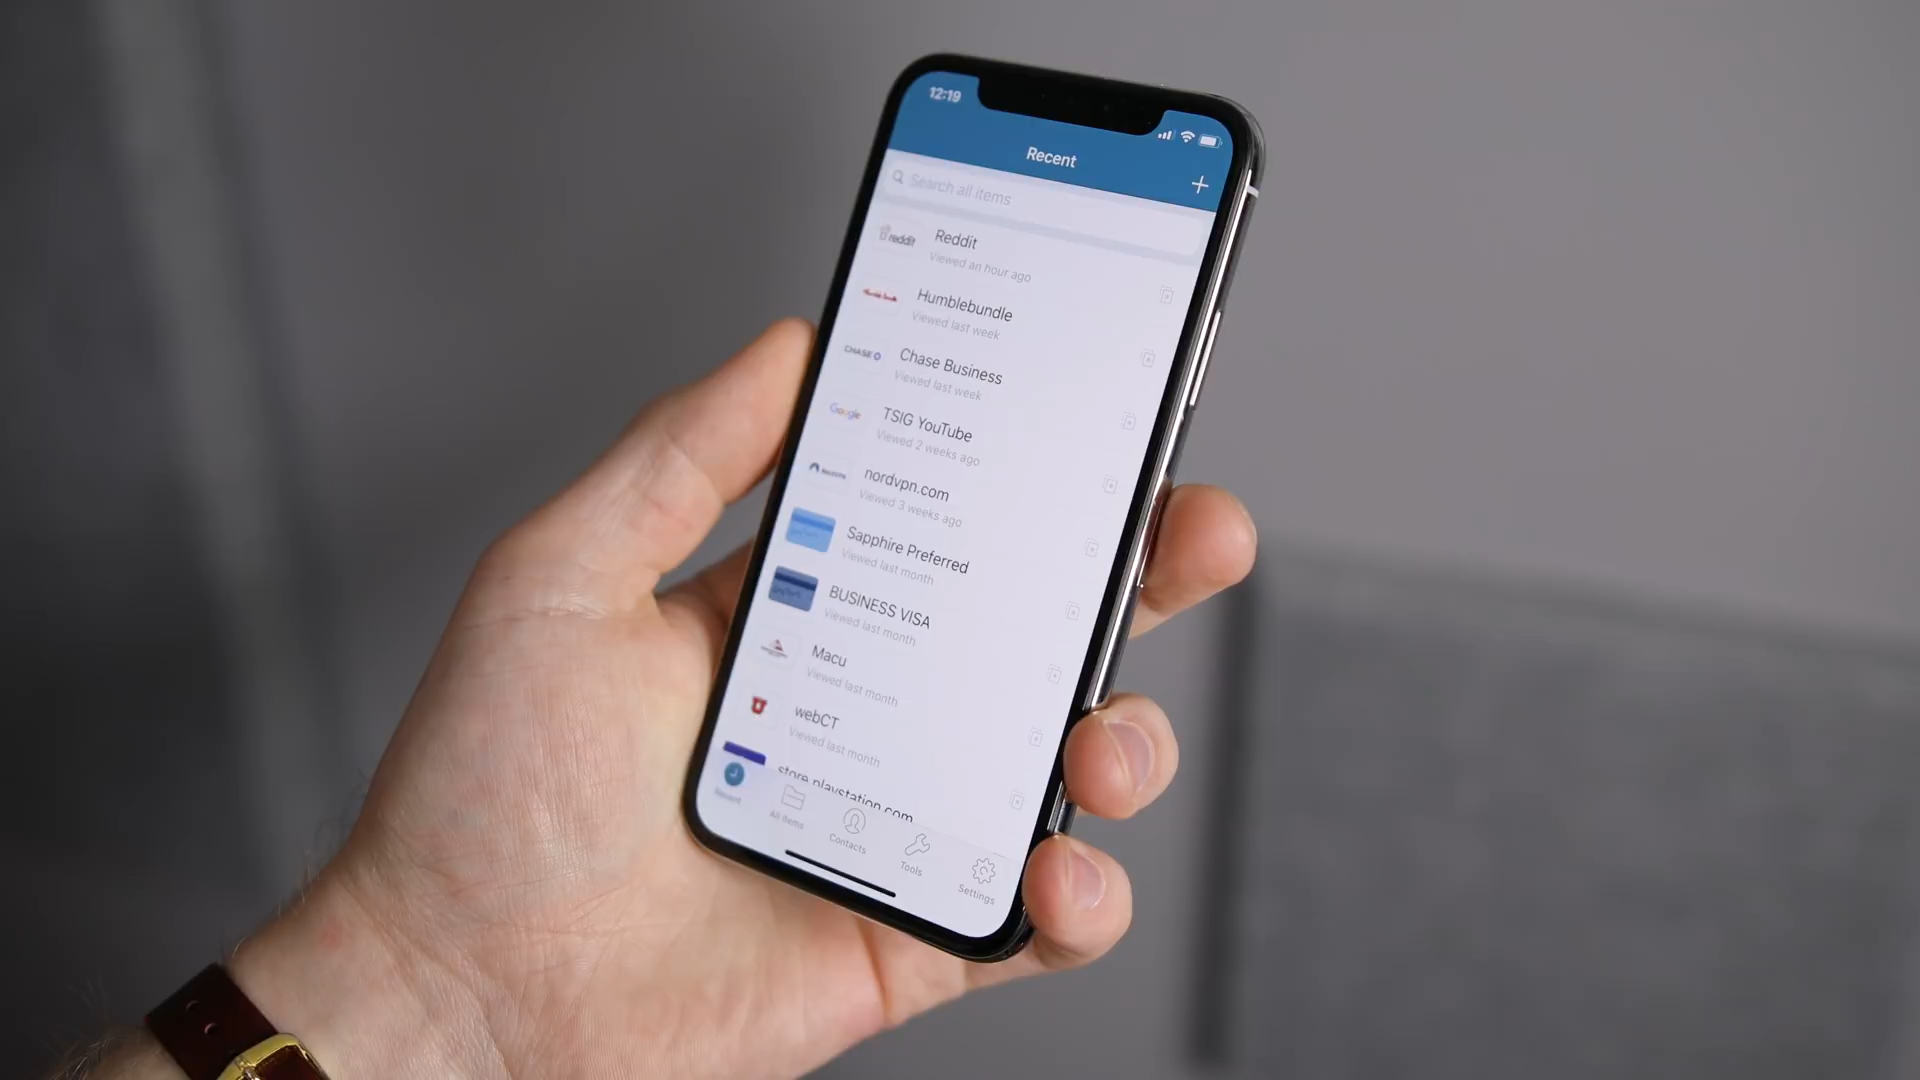 12:19
Recent
Search all items
reddit
Reddit
Viewed an hour ago
Humblebundle
Viewed last week
CHASE
Chase Business
Viewed last week
Google
TSIG YouTube
Viewed 2 weeks ago
nordvpn.com
Viewed 3 weeks ago
Sapphire Preferred
Viewed last month
BUSINESS VISA
Viewed last month
Macu
Viewed last month
webCT
Viewed last month
store.playstation.com
Recent
All Items
Contacts
Tools
Settings